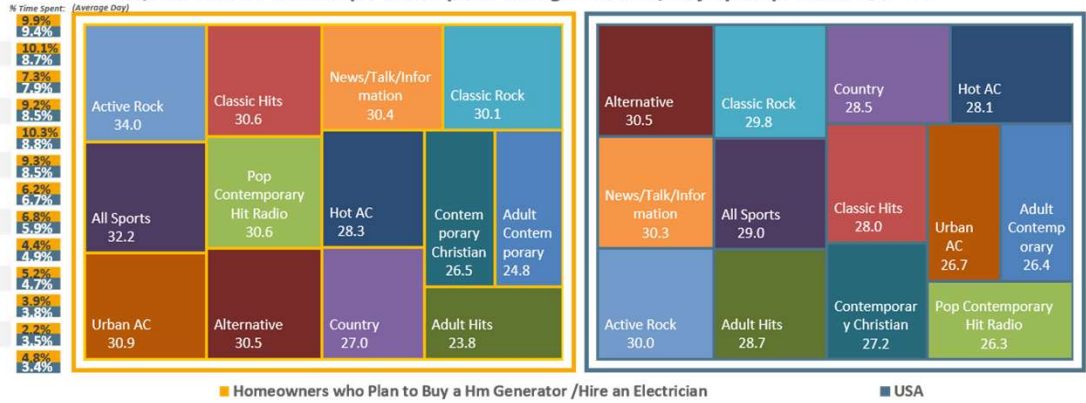 % Time Spent: (Average Day)
9.9%
9.4%
10.1%
8.7%
7.3%
7.9%
9.2%
8.5%
10.3%
8.8%
9.3%
8.5%
6.2%
6.7%
6.8%
5.9%
4.4%
4.9%
5.2%
4.7%
3.9%
3.8%
2.2%
3.5%
4.8%
3.4%
Active Rock
34.0
Classic Hits
30.6
News/Talk/Infor
mation
30.4
Classic Rock
30.1
All Sports
32.2
Pop
Contemporary
Hit Radio
30.6
Hot AC
28.3
Contem
porary
Christian
26.5
Adult
Contem
porary
24.8
Urban AC
30.9
Alternative
30.5
Country
27.0
Adult Hits
23.8
Alternative
30.5
Classic Rock
29.8
Country
28.5
Hot AC
28.1
News/Talk/Infor
mation
30.3
All Sports
29.0
Classic Hits
28.0
Urban
AC
26.7
Adult
Contemp
orary
26.4
Active Rock
30.0
Adult Hits
28.7
Contemporar
y Christian
27.2
Pop Contemporary
Hit Radio
26.3
Homeowners who Plan to Buy a Hm Generator /Hire an Electrician
USA